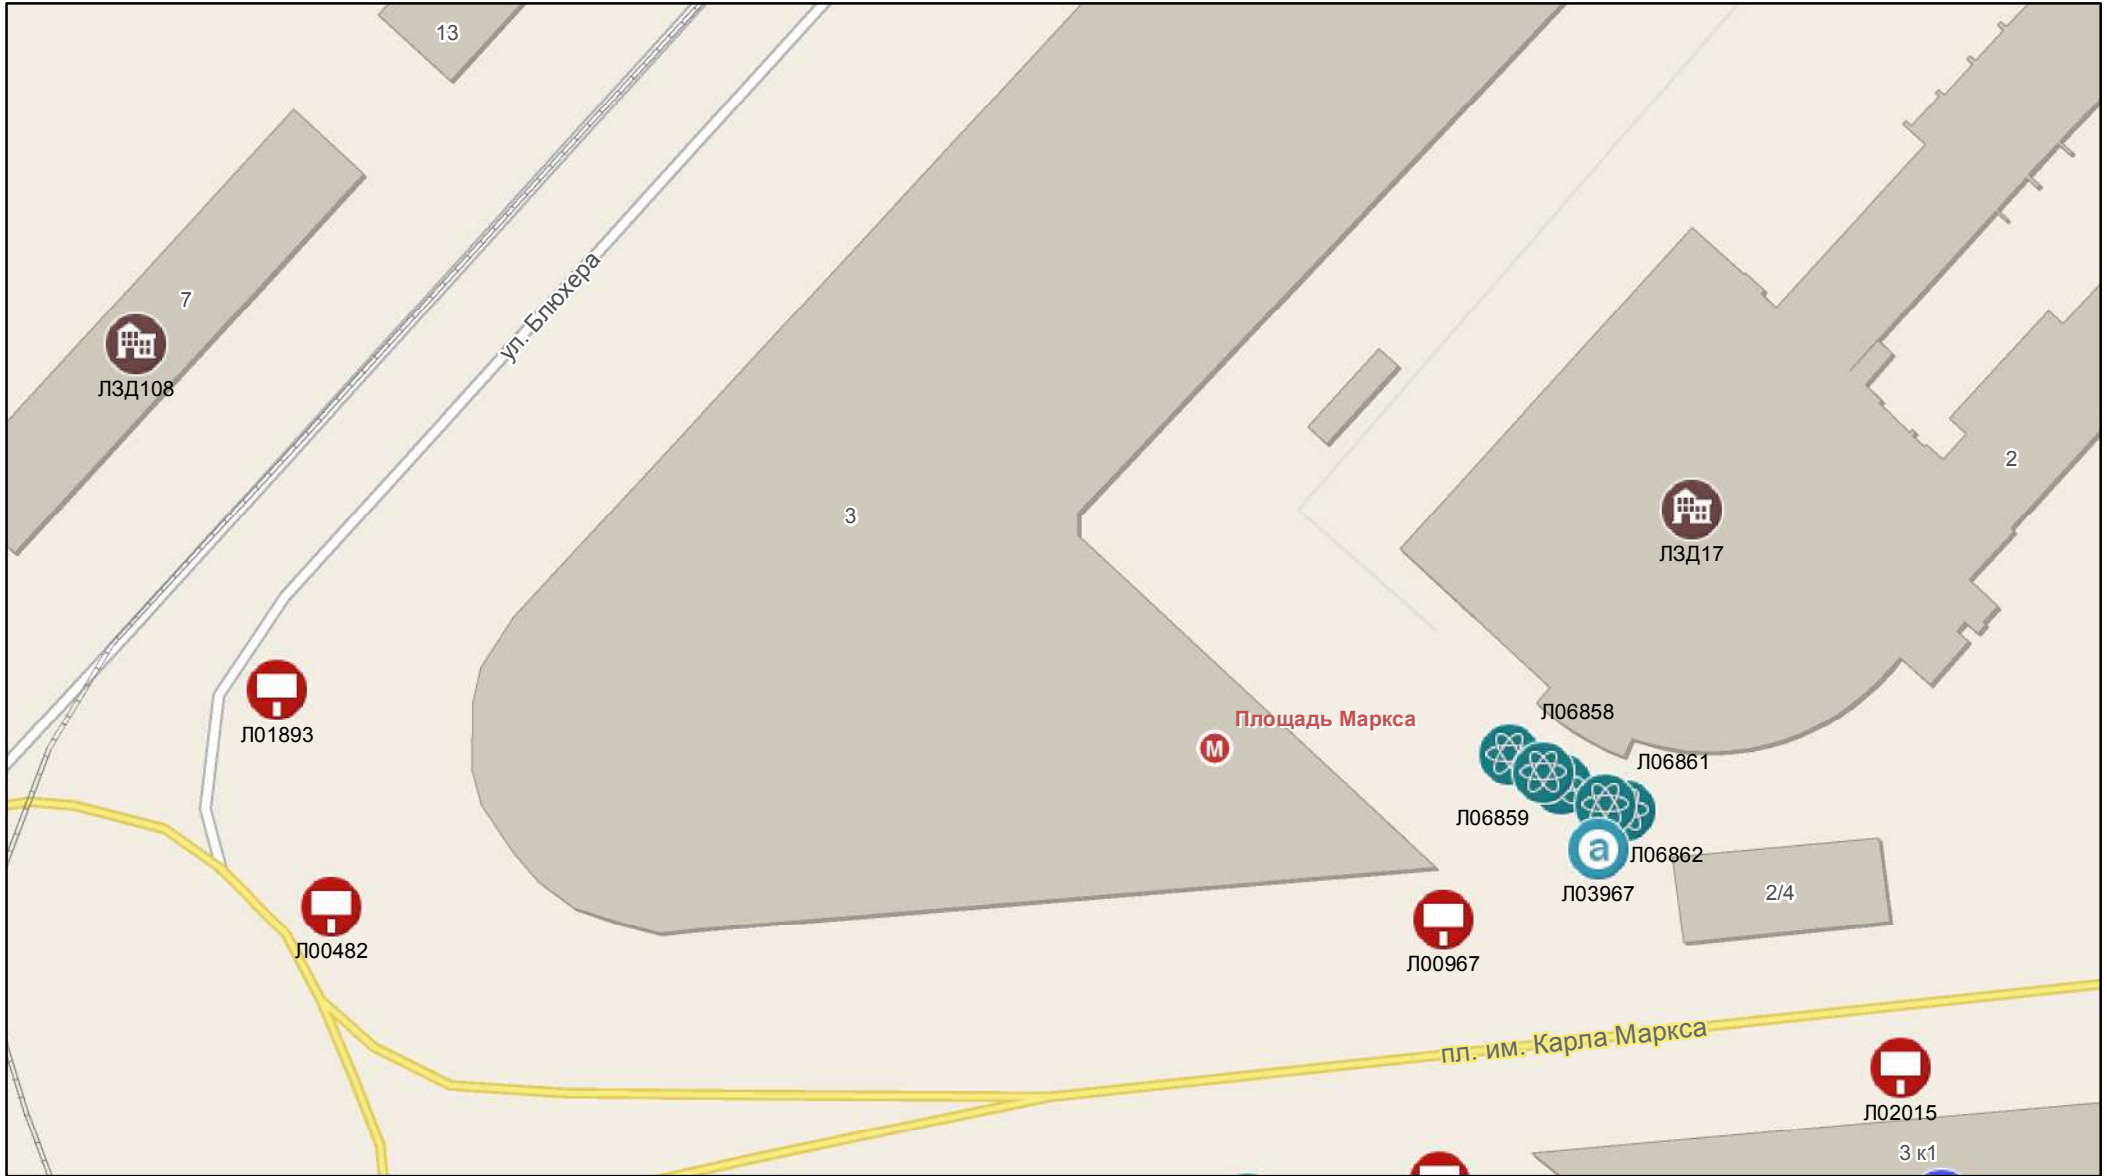 13
7
ЛЗД108
ул. Блюхера
3
2
ЛЗД17
Л01893
М
Площадь Маркса
Л06858
Л06861
Л06859
Л06862
a
Л03967
2/4
Л00482
Л00967
пл. им. Карла Маркса
Л02015
3 к1